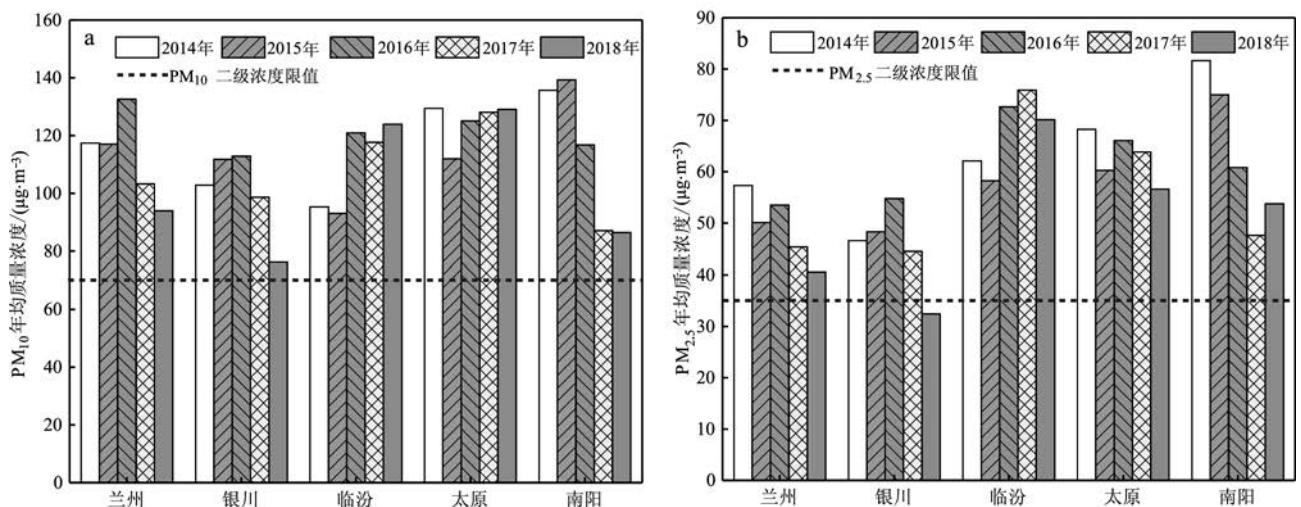 a
2014年 2015年 2016年 2017年 2018年
PM10 二级浓度限值
PM10 年均质量浓度/(μg·m-3)
160
140
120
100
80
60
40
20
0
兰州 银川 临汾 太原 南阳
b
2014年 2015年 2016年 2017年 2018年
PM2.5 二级浓度限值
PM2.5 年均质量浓度/(μg·m-3)
90
80
70
60
50
40
30
20
10
0
兰州 银川 临汾 太原 南阳